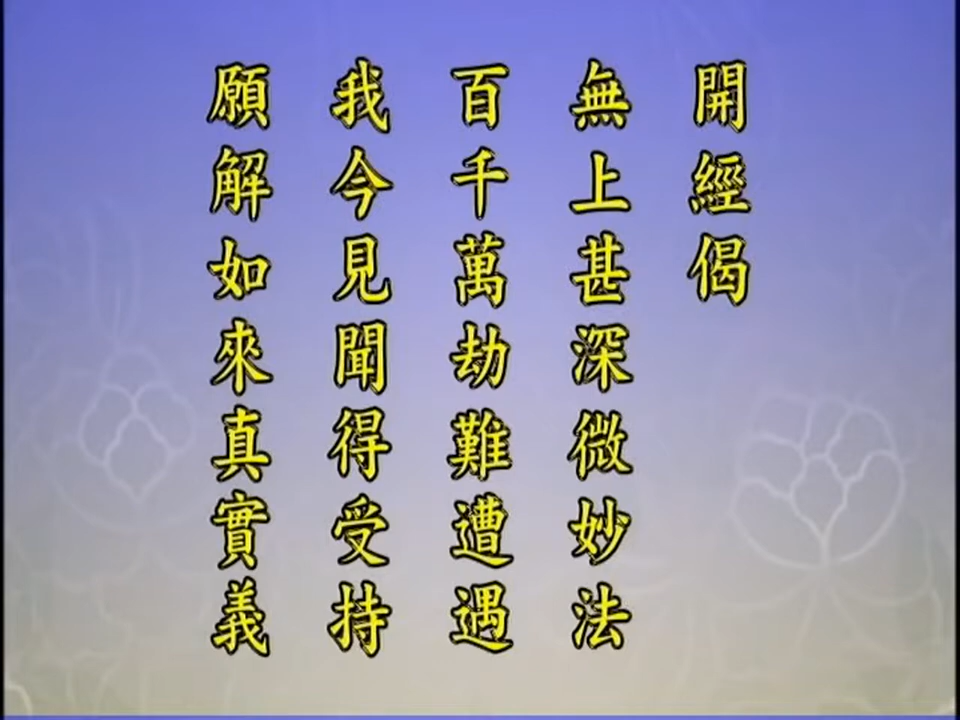 開經偈
無上甚深微妙法
百千萬劫難遭遇
我今見聞得受持
願解如來真實義